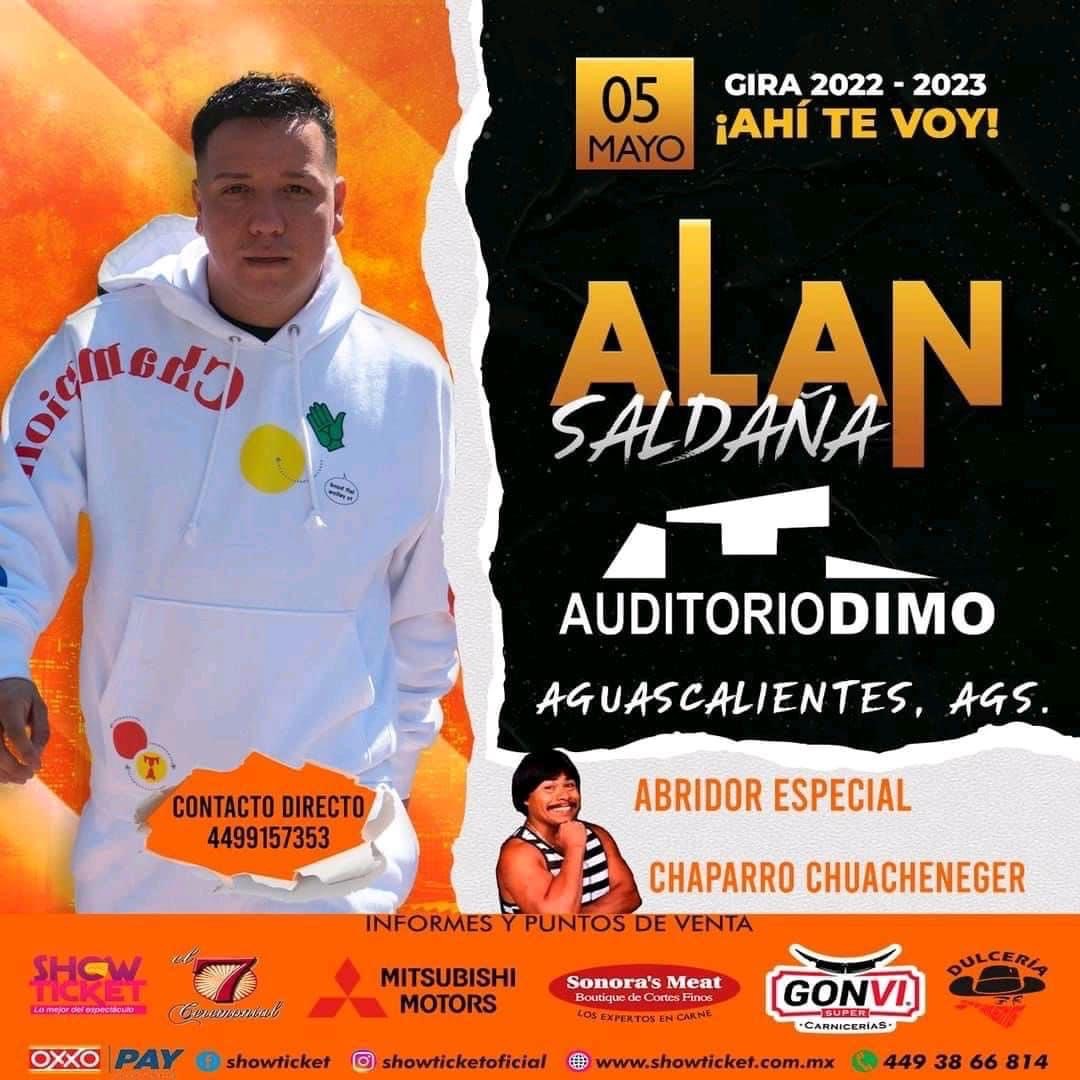 05
MAYO
GIRA 2022 - 2023
¡AHÍ TE VOY!
ALAN
SALDAÑA
AUDITORIODIMO
AGUASCALIENTES, AGS.
ChaMpion
CONTACTO DIRECTO
4499157353
ABRIDOR ESPECIAL
CHAPARRO CHUACHENEGER
INFORMES Y PUNTOS DE VENTA
SHOW
TICKET
Lo mejor del espectáculo
el 7
Ceremonial
MITSUBISHI
MOTORS
Sonora's Meat
Boutique de Cortes Finos
LOS EXPERTOS EN CARNE
GONVI
SUPER
CARNICERÍAS
DULCERÍA
OXXO PAY
showticket
showticketoficial
www.showticket.com.mx
449 38 66 814